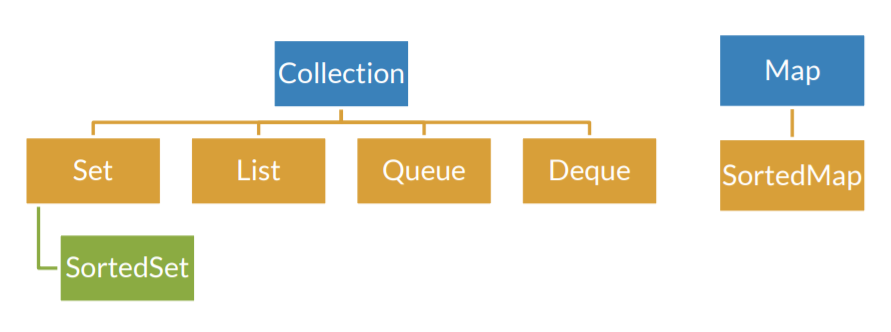 Collection
Map
Set
List
Queue
Deque
SortedMap
SortedSet